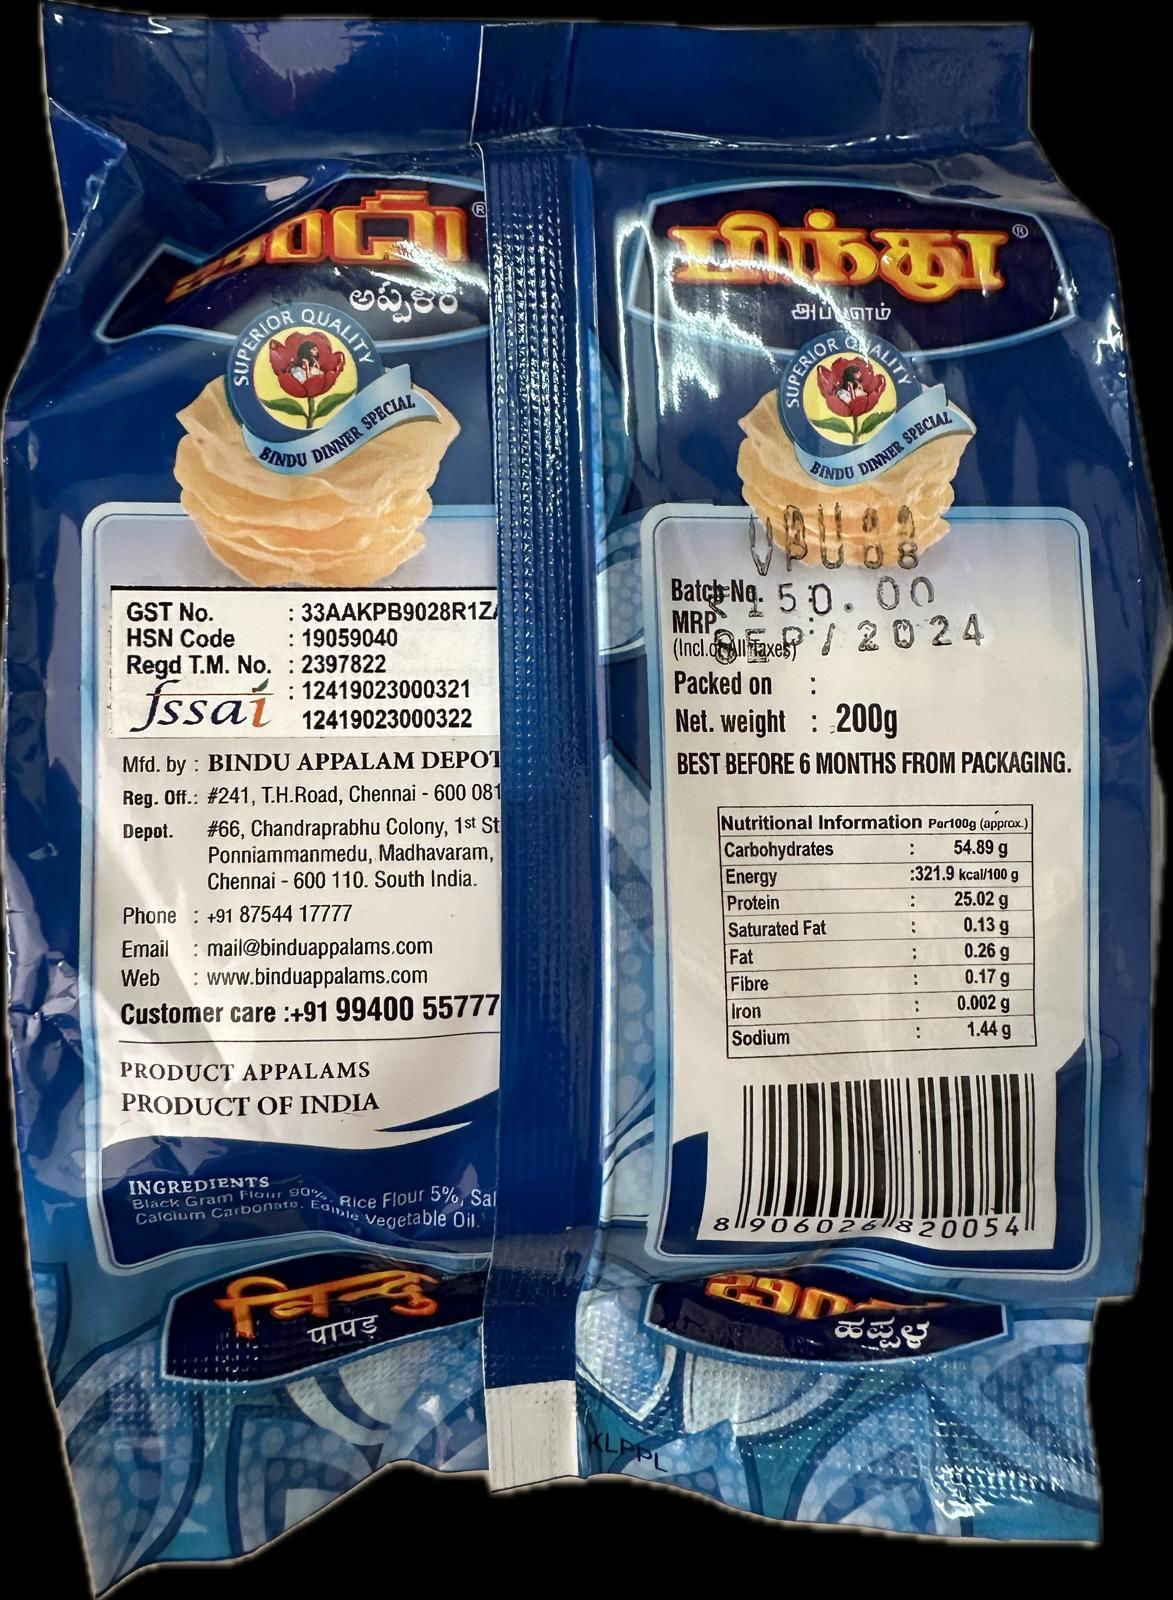 ®
అప్పళం
SUPERIOR QUALITY
BINDU DINNER SPECIAL
GST No. : 33AAKPB9028R1Z
HSN Code : 19059040
Regd T.M. No. : 2397822
fssai : 12419023000321
12419023000322
Mfd. by : BINDU APPALAM DEPOT
Reg. Off.: #241, T.H.Road, Chennai - 600 081
Depot. #66, Chandraprabhu Colony, 1st St
Ponniammanmedu, Madhavaram,
Chennai - 600 110. South India.
Phone : +91 87544 17777
Email : mail@binduappalams.com
Web : www.binduappalams.com
Customer care :+91 99400 55777
PRODUCT APPALAMS
PRODUCT OF INDIA
INGREDIENTS
Black Gram Flour 90%, Rice Flour 5%, Sal
Calcium Carbonate. Edible Vegetable Oil.
बिन्दु
पापड़
பிந்து ®
அப்பளம்
SUPERIOR QUALITY
BINDU DINNER SPECIAL
Batch No.
MRP : ₹150.00
(Incl.of All Taxes)
SEP/2024
Packed on :
Net. weight : 200g
BEST BEFORE 6 MONTHS FROM PACKAGING.
Nutritional Information Per100g (approx.)
Carbohydrates : 54.89 g
Energy :321.9 kcal/100 g
Protein : 25.02 g
Saturated Fat : 0.13 g
Fat : 0.26 g
Fibre : 0.17 g
Iron : 0.002 g
Sodium : 1.44 g
8 906026 820054
ಹಪ್ಪಳ
KLPPL